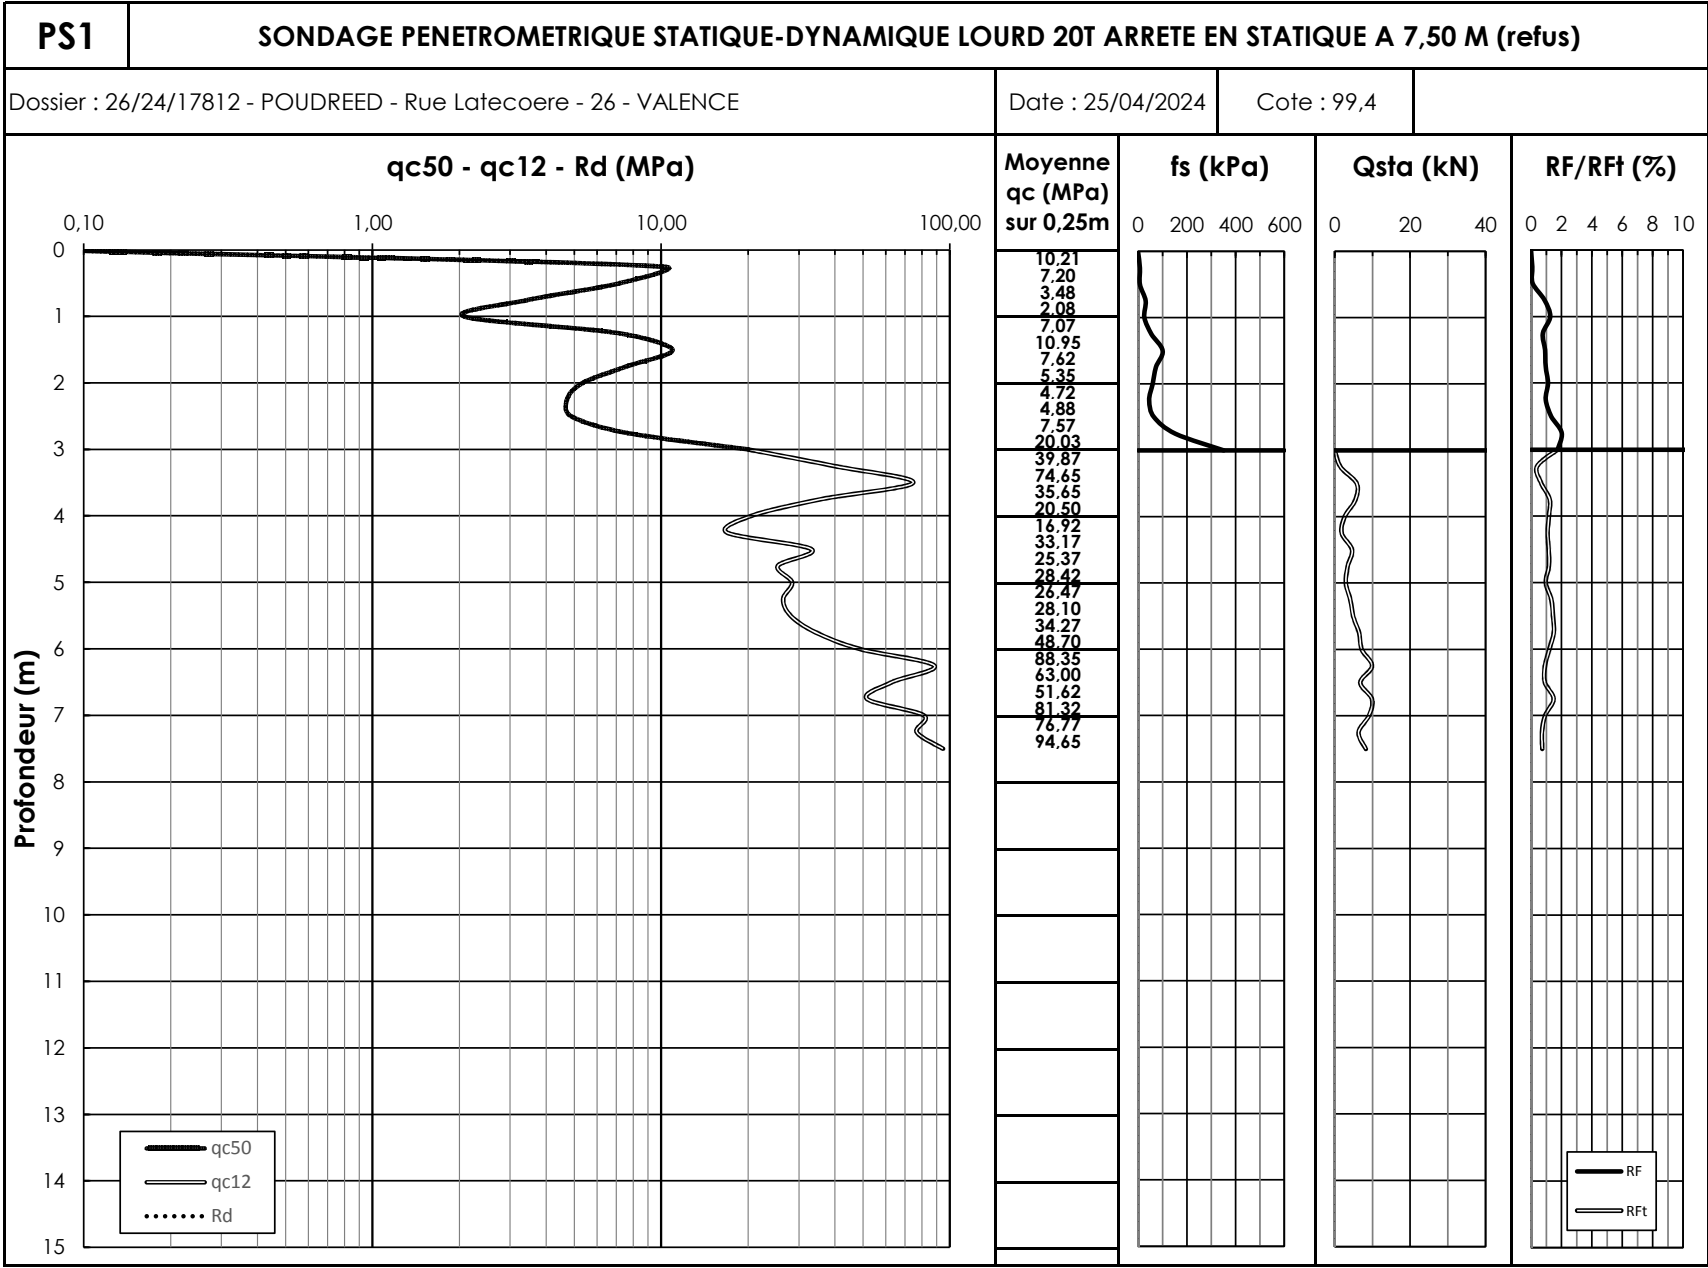 PS1
SONDAGE PENETROMETRIQUE STATIQUE-DYNAMIQUE LOURD 20T ARRETE EN STATIQUE A 7,50 M (refus)
Dossier : 26/24/17812 - POUDREED - Rue Latecoere - 26 - VALENCE
Date : 25/04/2024
Cote : 99,4
qc50 - qc12 - Rd (MPa)
0,10 1,00 10,00 100,00
Profondeur (m)
0
1
2
3
4
5
6
7
8
9
10
11
12
13
14
15
qc50
qc12
Rd
Moyenne
qc (MPa)
sur 0,25m
10,21
7,20
3,48
2,08
7,07
10,95
7,62
5,35
4,72
4,88
7,57
20,03
39,87
74,65
35,65
20,50
16,92
33,17
25,37
28,42
26,47
28,10
34,27
48,70
88,35
63,00
51,62
81,32
76,77
94,65
fs (kPa)
0 200 400 600
Qsta (kN)
0 20 40
RF/RFt (%)
0 2 4 6 8 10
RF
RFt